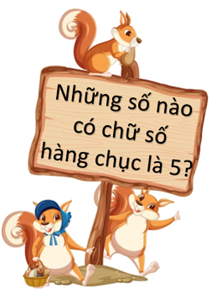 Những số nào
có chữ số
hàng chục là 5?